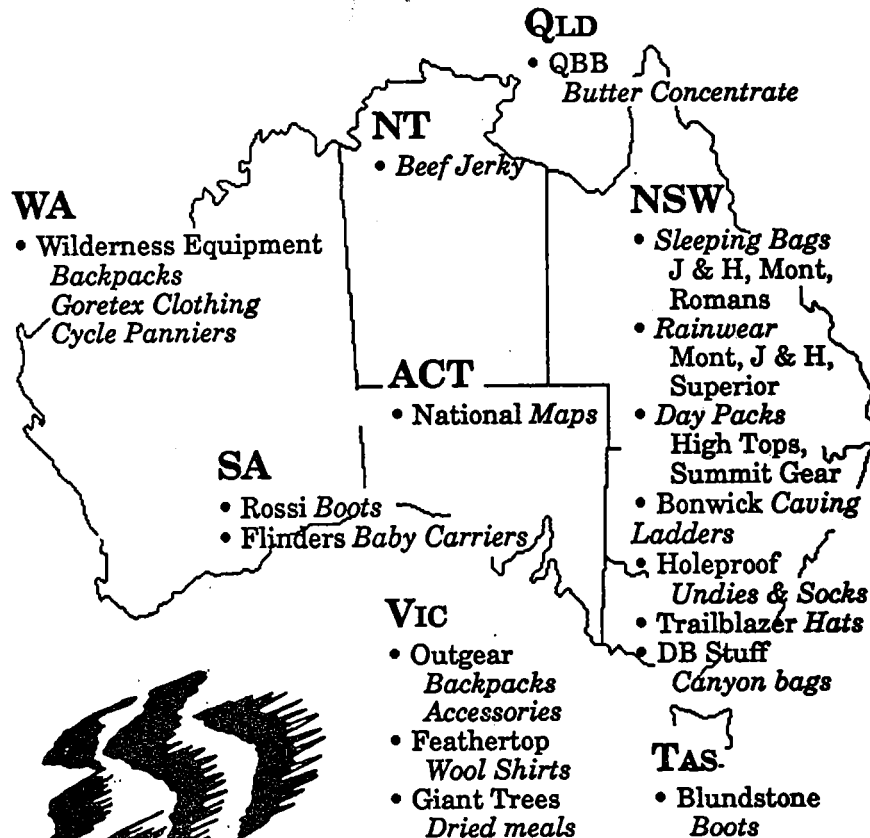 QLD
• QBB
Butter Concentrate
NT
• Beef Jerky
WA
• Wilderness Equipment
Backpacks
Goretex Clothing
Cycle Panniers
NSW
• Sleeping Bags
J & H, Mont,
Romans
• Rainwear
Mont, J & H,
Superior
• Day Packs
High Tops,
Summit Gear
• Bonwick Caving
Ladders
• Holeproof
Undies & Socks
• Trailblazer Hats
• DB Stuff
Canyon bags
ACT
• National Maps
SA
• Rossi Boots
• Flinders Baby Carriers
VIC
• Outgear
Backpacks
Accessories
• Feathertop
Wool Shirts
• Giant Trees
Dried meals
TAS
• Blundstone
Boots